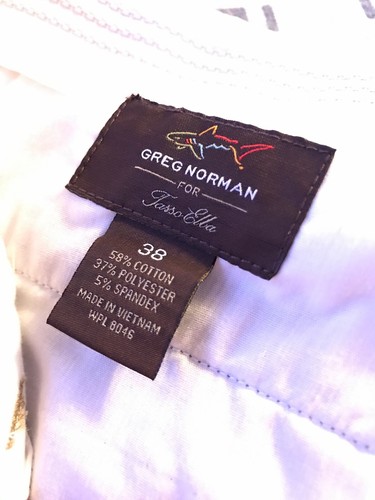 GREG NORMAN
FOR
Tasso Elba
38
58% COTTON
37% POLYESTER
5% SPANDEX
MADE IN VIETNAM
WPL 8046